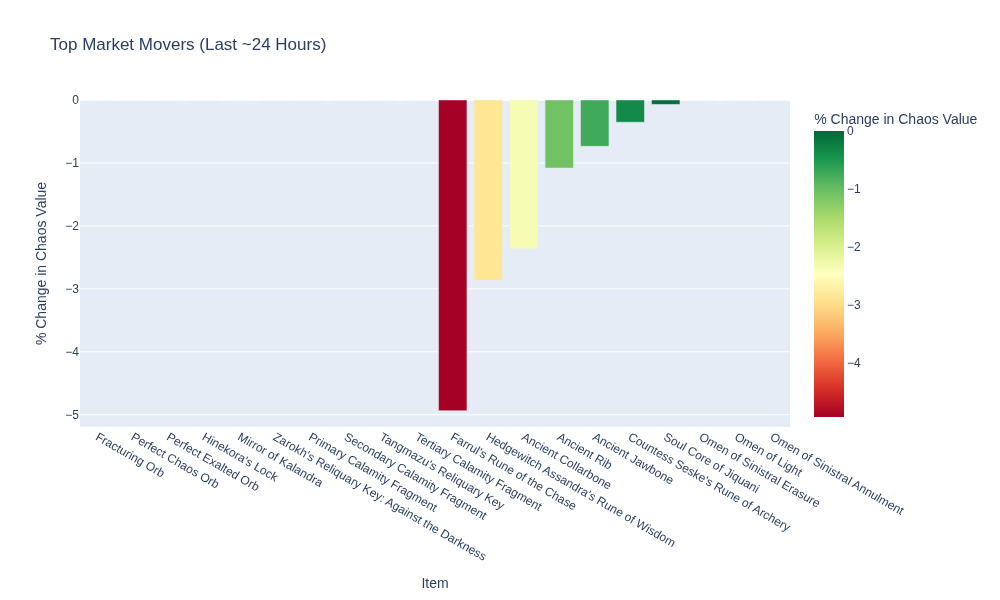 Top Market Movers (Last ~24 Hours)
% Change in Chaos Value
0
−1
−2
−3
−4
−5
% Change in Chaos Value
0
−1
−2
−3
−4
Fracturing Orb
Perfect Chaos Orb
Perfect Exalted Orb
Hinekora's Lock
Mirror of Kalandra
Zarokh's Reliquary Key: Against the Darkness
Primary Calamity Fragment
Secondary Calamity Fragment
Tangmazu's Reliquary Key
Tertiary Calamity Fragment
Farrul's Rune of the Chase
Hedgewitch Assandra's Rune of Wisdom
Ancient Collarbone
Ancient Rib
Ancient Jawbone
Countess Seske's Rune of Archery
Soul Core of Jiquani
Omen of Sinistral Erasure
Omen of Light
Omen of Sinistral Annulment
Item